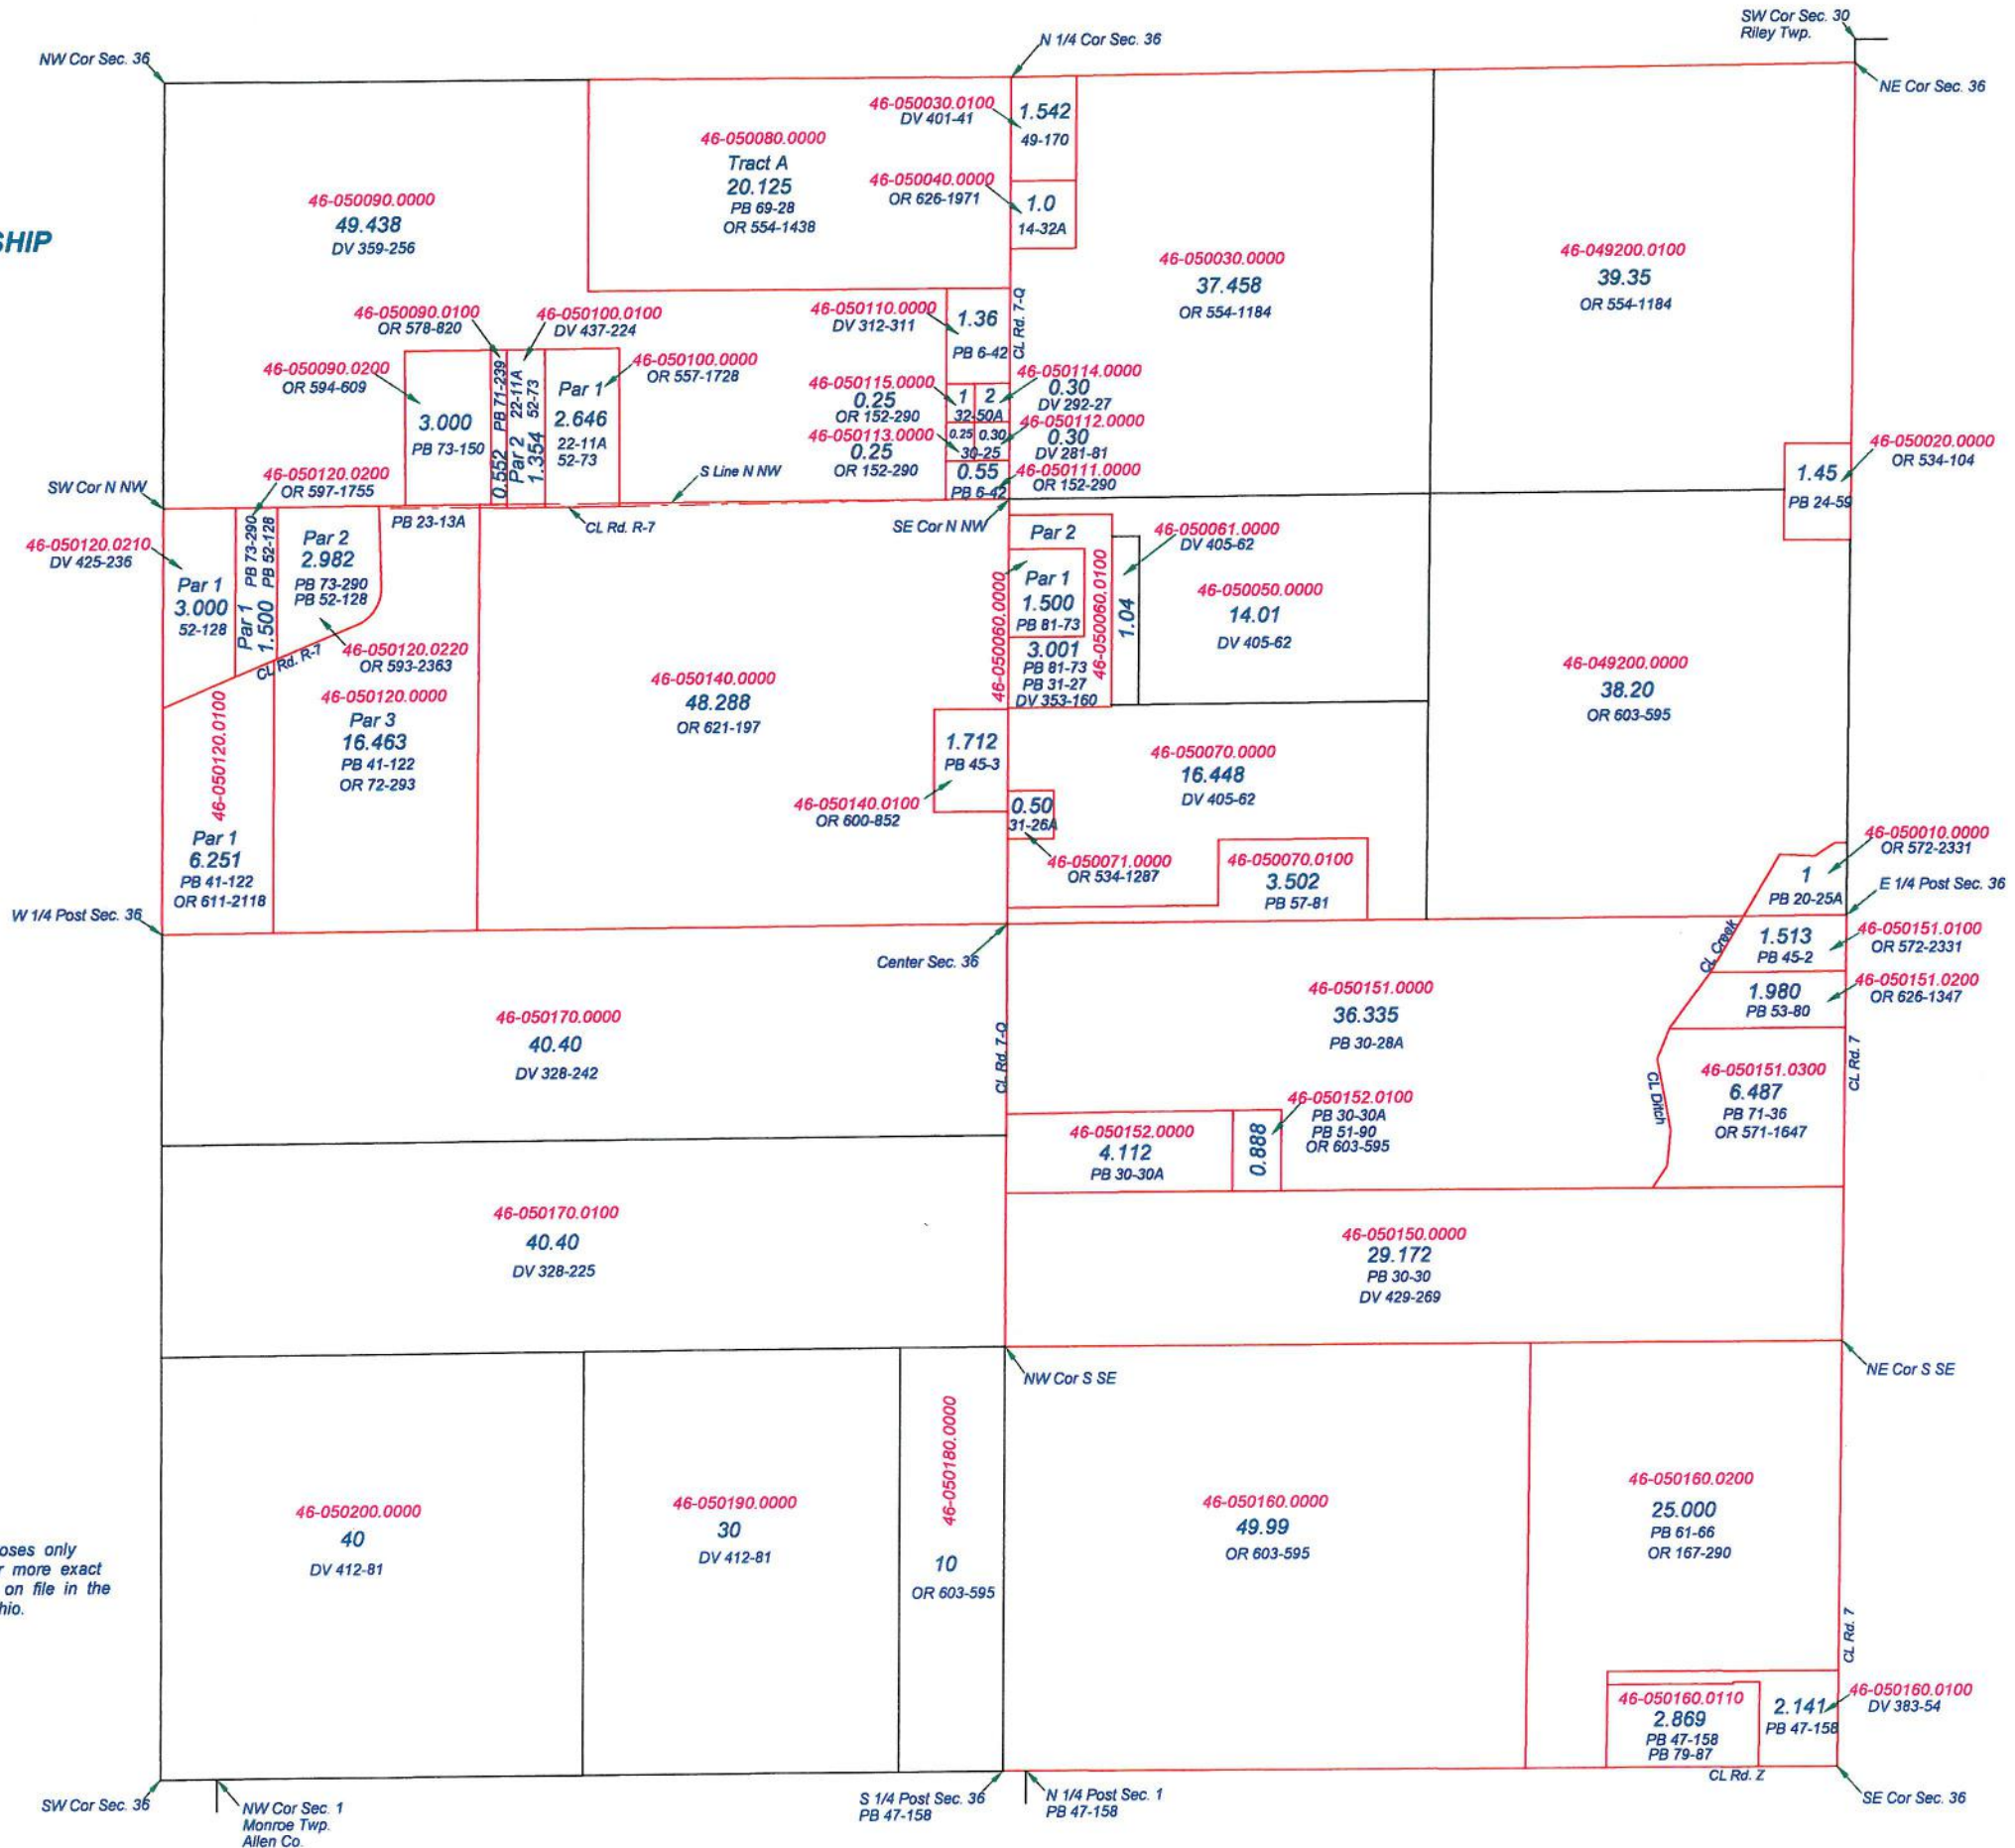 SW Cor Sec. 30
Riley Twp.
N 1/4 Cor Sec. 36
NW Cor Sec. 36
NE Cor Sec. 36
SHIP
46-050090.0000
49.438
DV 359-256
46-050080.0000
Tract A
20.125
PB 69-28
OR 554-1438
46-050030.0100
DV 401-41
1.542
49-170
46-050040.0000
OR 626-1971
1.0
14-32A
46-050030.0000
37.458
OR 554-1184
46-049200.0100
39.35
OR 554-1184
46-050090.0100
OR 578-820
46-050100.0100
DV 437-224
46-050090.0200
OR 594-609
3.000
PB 73-150
0.552 PB 71-239
Par 2 22-11A
1.354 52-73
Par 1
2.646
22-11A
52-73
46-050100.0000
OR 557-1728
46-050110.0000
DV 312-311
1.36
PB 6-42
CL Rd. 7-Q
46-050115.0000
0.25
OR 152-290
1 2
32-50A
46-050114.0000
0.30
DV 292-27
46-050113.0000
0.25
OR 152-290
0.25 0.30
30-25
46-050112.0000
0.30
DV 281-81
0.55
PB 6-42
46-050111.0000
OR 152-290
46-050020.0000
OR 534-104
1.45
PB 24-59
SW Cor N NW
46-050120.0200
OR 597-1755
S Line N NW
CL Rd. R-7
SE Cor N NW
PB 23-13A
46-050120.0210
DV 425-236
Par 1
3.000
52-128
Par 1 PB 73-290
1.500 PB 52-128
Par 2
2.982
PB 73-290
PB 52-128
CL Rd. R-7
46-050120.0220
OR 593-2363
46-050120.0000
Par 3
16.463
PB 41-122
OR 72-293
46-050120.0100
Par 1
6.251
PB 41-122
OR 611-2118
46-050140.0000
48.288
OR 621-197
46-050060.0000
Par 2
Par 1
1.500
PB 81-73
3.001
PB 81-73
PB 31-27
DV 353-160
46-050060.0100
1.04
46-050061.0000
DV 405-62
46-050050.0000
14.01
DV 405-62
46-049200.0000
38.20
OR 603-595
1.712
PB 45-3
46-050140.0100
OR 600-852
46-050070.0000
16.448
DV 405-62
0.50
31-26A
46-050071.0000
OR 534-1287
46-050070.0100
3.502
PB 57-81
46-050010.0000
OR 572-2331
1
PB 20-25A
E 1/4 Post Sec. 36
W 1/4 Post Sec. 36
Center Sec. 36
CL Creek
1.513
PB 45-2
46-050151.0100
OR 572-2331
1.980
PB 53-80
46-050151.0200
OR 626-1347
46-050170.0000
40.40
DV 328-242
CL Rd. 7-Q
46-050151.0000
36.335
PB 30-28A
CL Ditch
46-050151.0300
6.487
PB 71-36
OR 571-1647
CL Rd. 7
46-050152.0000
4.112
PB 30-30A
0.888
46-050152.0100
PB 30-30A
PB 51-90
OR 603-595
46-050170.0100
40.40
DV 328-225
46-050150.0000
29.172
PB 30-30
DV 429-269
NW Cor S SE
NE Cor S SE
46-050200.0000
40
DV 412-81
46-050190.0000
30
DV 412-81
46-050180.0000
10
OR 603-595
46-050160.0000
49.99
OR 603-595
46-050160.0200
25.000
PB 61-66
OR 167-290
oses only
r more exact
on file in the
hio.
CL Rd. 7
46-050160.0110
2.869
PB 47-158
PB 79-87
2.141
PB 47-158
46-050160.0100
DV 383-54
CL Rd. Z
SW Cor Sec. 36
NW Cor Sec. 1
Monroe Twp.
Allen Co.
S 1/4 Post Sec. 36
PB 47-158
N 1/4 Post Sec. 1
PB 47-158
SE Cor Sec. 36